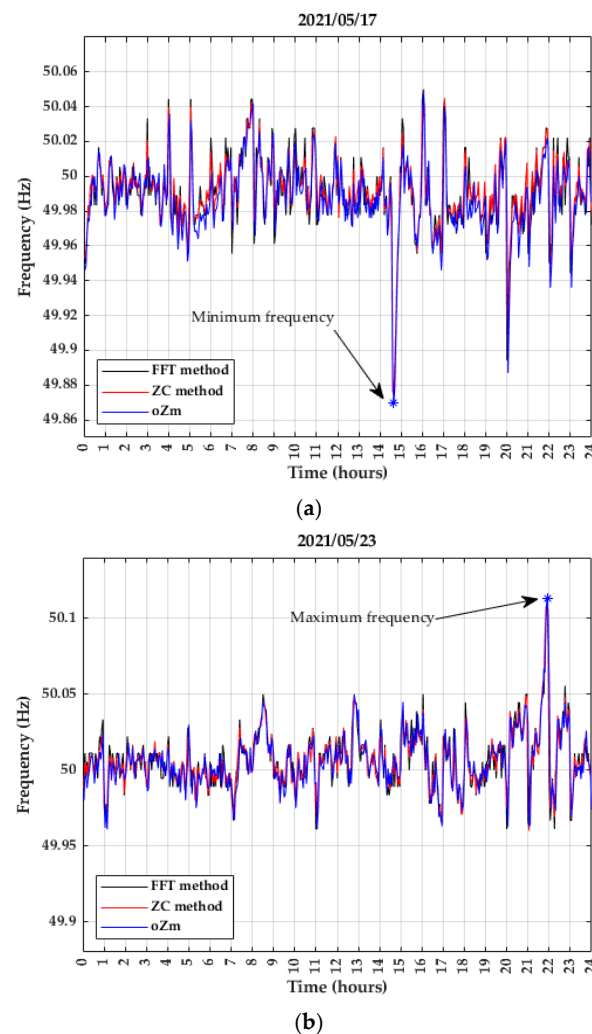 2021/05/17
50.06
50.04
50.02
50
49.98
49.96
49.94
49.92
49.9
49.88
49.86
Frequency (Hz)
Minimum frequency
FFT method
ZC method
oZm
0 1 2 3 4 5 6 7 8 9 10 11 12 13 14 15 16 17 18 19 20 21 22 23 24
Time (hours)
(a)
2021/05/23
50.1
50.05
50
49.95
49.9
Frequency (Hz)
Maximum frequency
FFT method
ZC method
oZm
0 1 2 3 4 5 6 7 8 9 10 11 12 13 14 15 16 17 18 19 20 21 22 23 24
Time (hours)
(b)